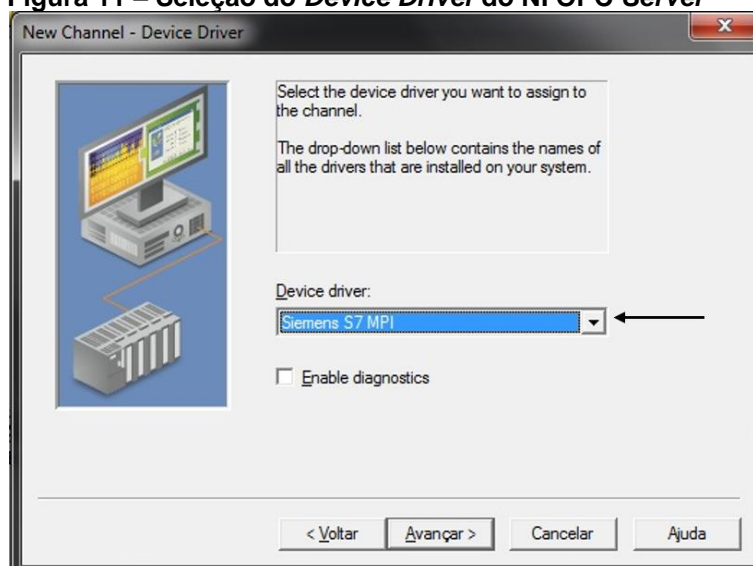 Figura 11 – Seleção do Device Driver do NI OPC Server
New Channel - Device Driver
Select the device driver you want to assign to
the channel.
The drop-down list below contains the names of
all the drivers that are installed on your system.
Device driver:
Siemens S7 MPI
Enable diagnostics
< Voltar
Avançar >
Cancelar
Ajuda